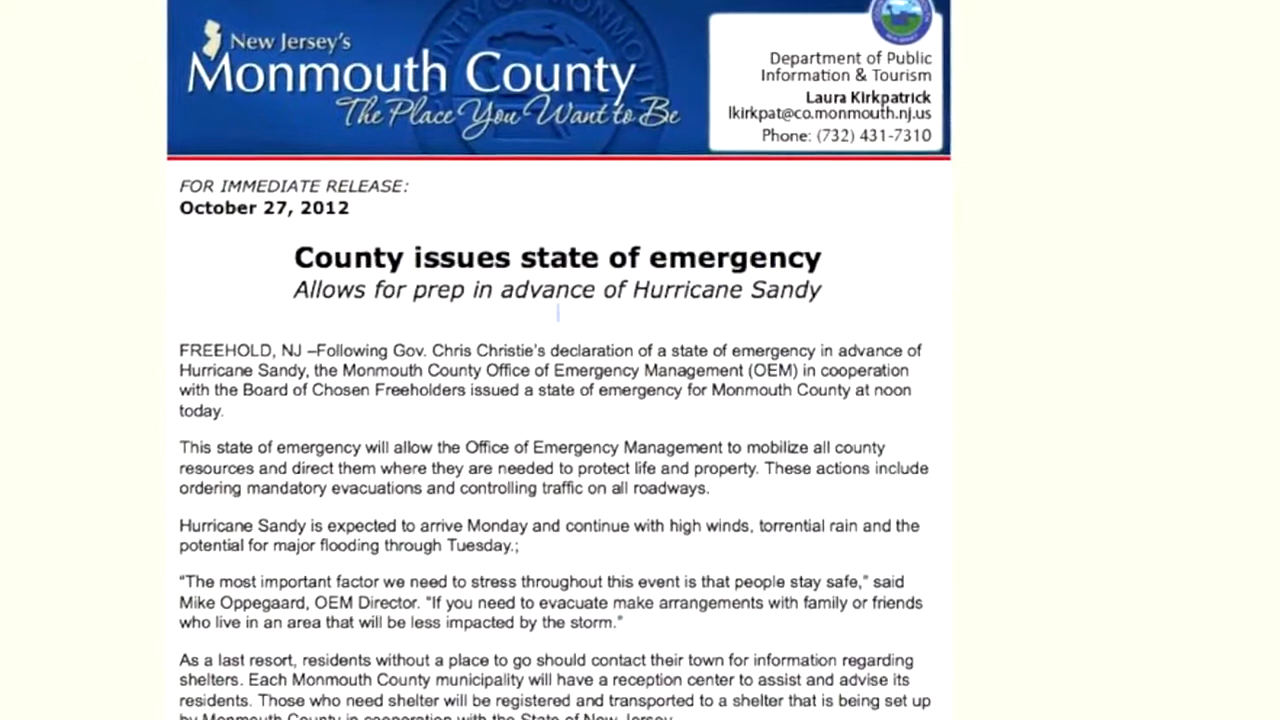 New Jersey's
Monmouth County
The Place You Want to Be
Department of Public
Information & Tourism
Laura Kirkpatrick
lkirkpat@co.monmouth.nj.us
Phone: (732) 431-7310
FOR IMMEDIATE RELEASE:
October 27, 2012
County issues state of emergency
Allows for prep in advance of Hurricane Sandy
FREEHOLD, NJ –Following Gov. Chris Christie's declaration of a state of emergency in advance of
Hurricane Sandy, the Monmouth County Office of Emergency Management (OEM) in cooperation
with the Board of Chosen Freeholders issued a state of emergency for Monmouth County at noon
today.
This state of emergency will allow the Office of Emergency Management to mobilize all county
resources and direct them where they are needed to protect life and property. These actions include
ordering mandatory evacuations and controlling traffic on all roadways.
Hurricane Sandy is expected to arrive Monday and continue with high winds, torrential rain and the
potential for major flooding through Tuesday.;
“The most important factor we need to stress throughout this event is that people stay safe,” said
Mike Oppegaard, OEM Director. “If you need to evacuate make arrangements with family or friends
who live in an area that will be less impacted by the storm.”
As a last resort, residents without a place to go should contact their town for information regarding
shelters. Each Monmouth County municipality will have a reception center to assist and advise its
residents. Those who need shelter will be registered and transported to a shelter that is being set up
by Monmouth County in cooperation with the State of New Jersey.